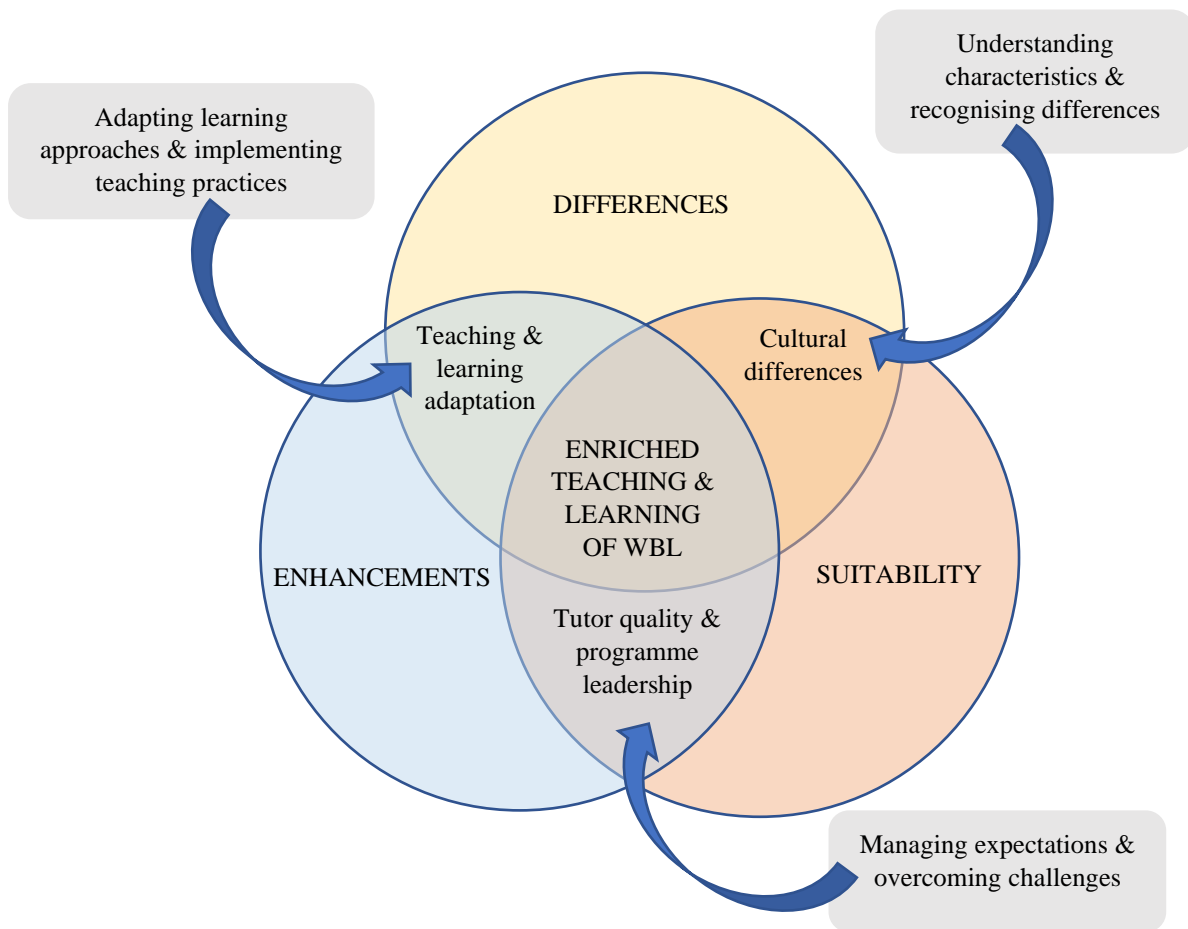 Understanding
characteristics &
recognising differences
Adapting learning
approaches & implementing
teaching practices
DIFFERENCES
Teaching &
learning
adaptation
Cultural
differences
ENRICHED
TEACHING &
LEARNING
OF WBL
ENHANCEMENTS
SUITABILITY
Tutor quality &
programme
leadership
Managing expectations &
overcoming challenges